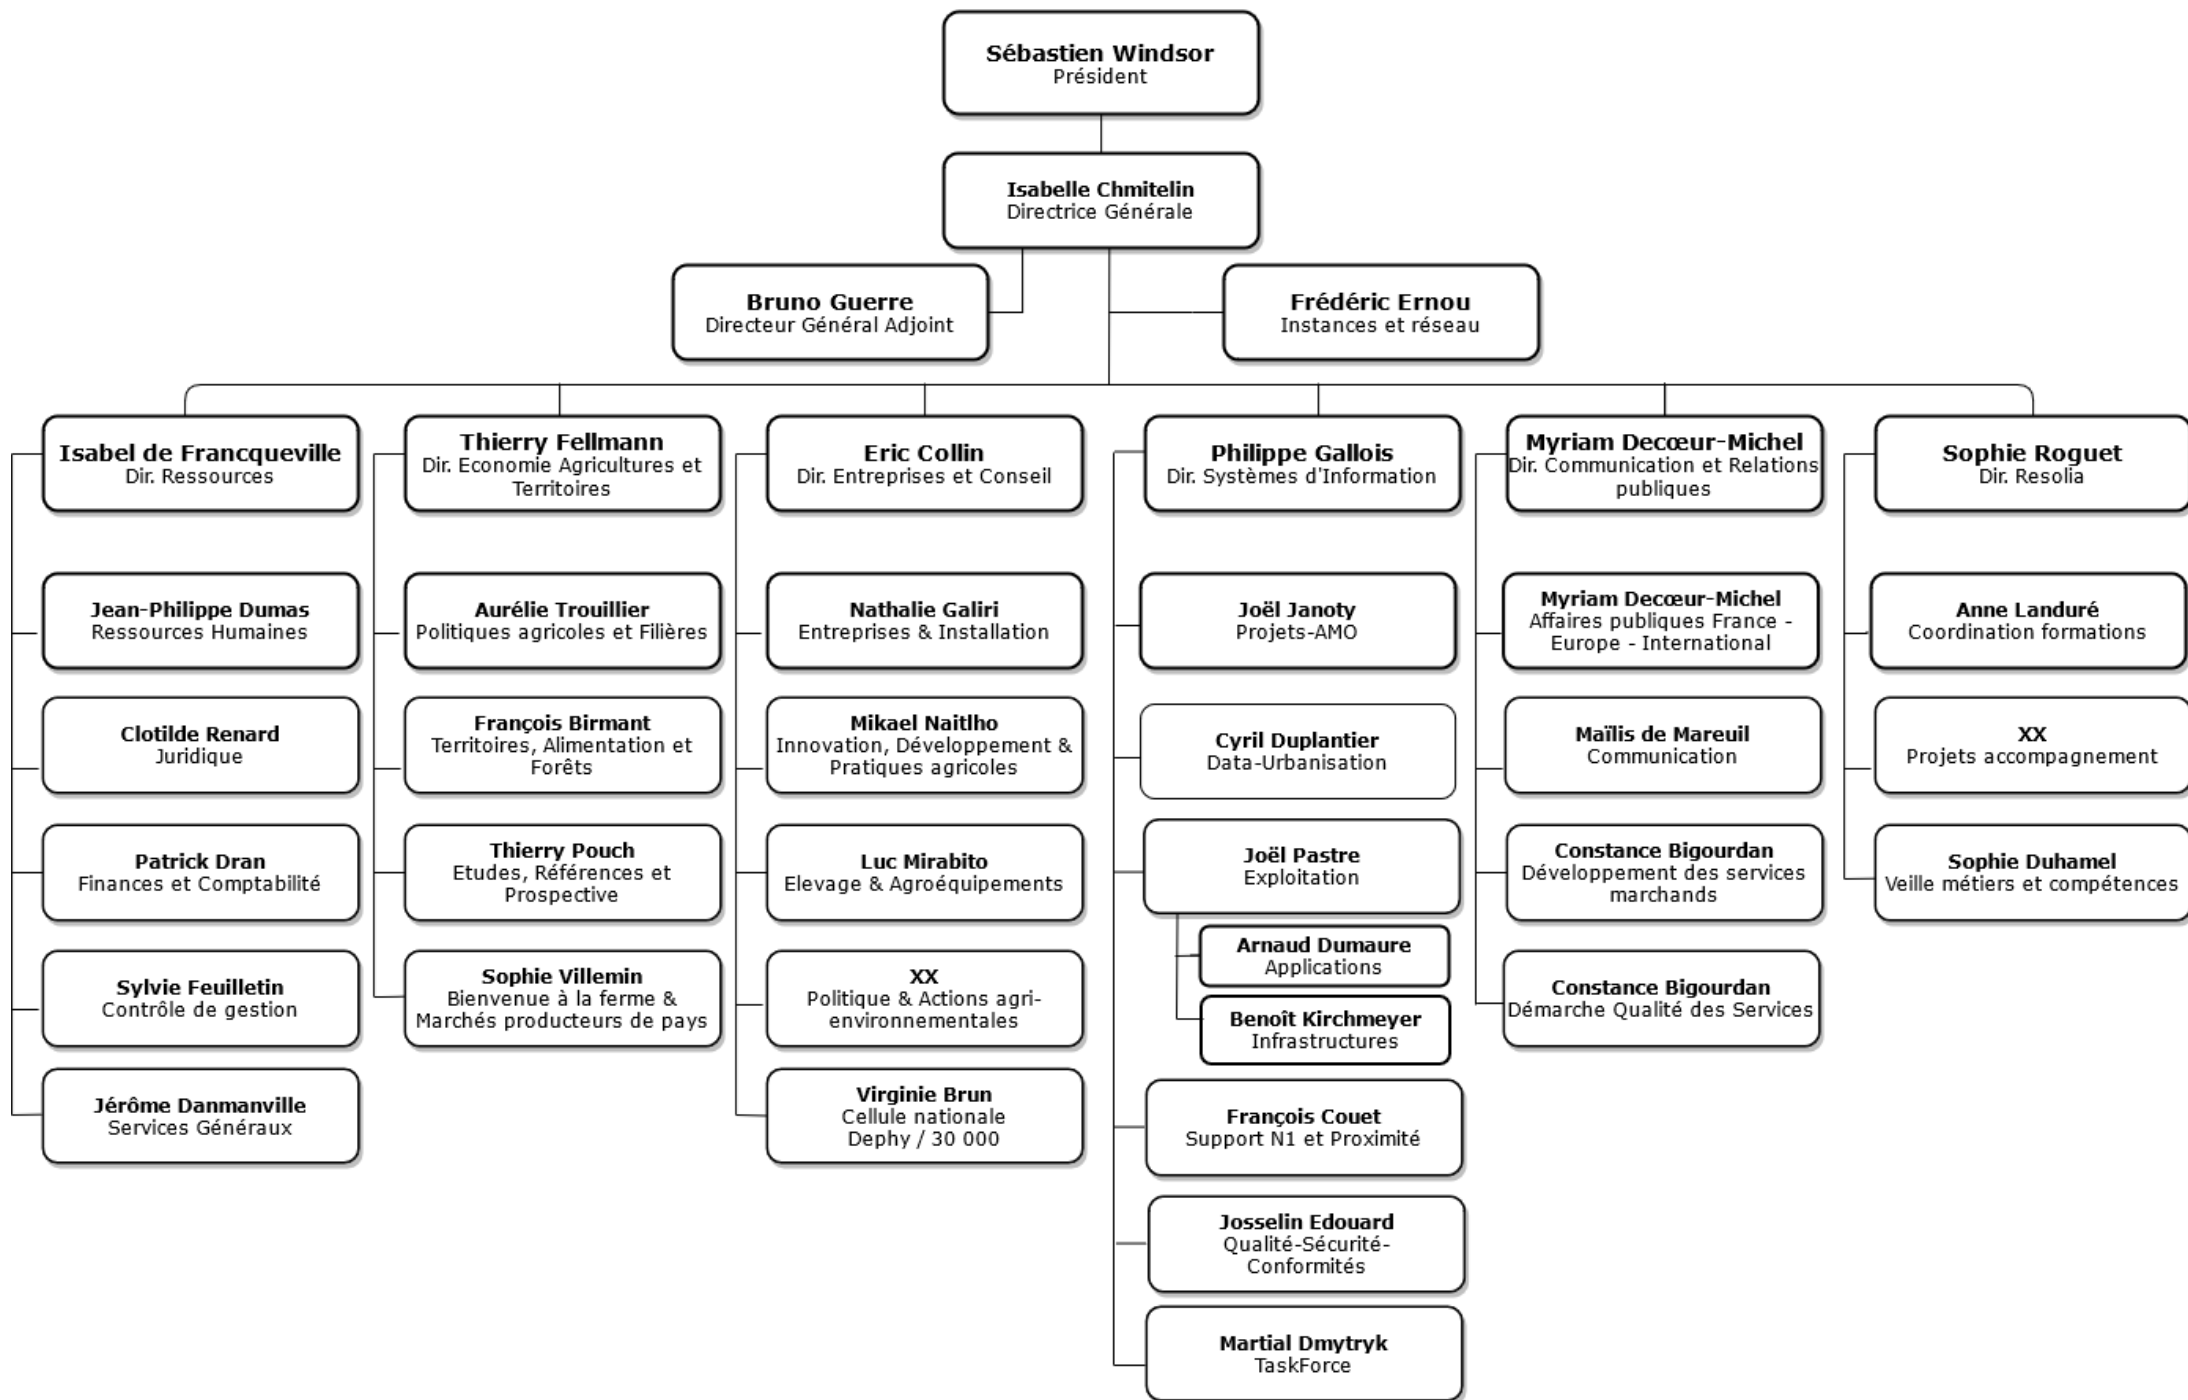 Sébastien Windsor
Président
Isabelle Chmitelin
Directrice Générale
Bruno Guerre
Directeur Général Adjoint
Frédéric Ernou
Instances et réseau
Isabel de Francqueville
Dir. Ressources
Jean-Philippe Dumas
Ressources Humaines
Clotilde Renard
Juridique
Patrick Dran
Finances et Comptabilité
Sylvie Feuilletin
Contrôle de gestion
Jérôme Danmanville
Services Généraux
Thierry Fellmann
Dir. Economie Agricultures et
Territoires
Aurélie Trouillier
Politiques agricoles et Filières
François Birmant
Territoires, Alimentation et
Forêts
Thierry Pouch
Etudes, Références et
Prospective
Sophie Villemin
Bienvenue à la ferme &
Marchés producteurs de pays
Eric Collin
Dir. Entreprises et Conseil
Nathalie Galiri
Entreprises & Installation
Mikael Naitlho
Innovation, Développement &
Pratiques agricoles
Luc Mirabito
Elevage & Agroéquipements
XX
Politique & Actions agri-
environnementales
Virginie Brun
Cellule nationale
Dephy / 30 000
Philippe Gallois
Dir. Systèmes d'Information
Joël Janoty
Projets-AMO
Cyril Duplantier
Data-Urbanisation
Joël Pastre
Exploitation
Arnaud Dumaure
Applications
Benoît Kirchmeyer
Infrastructures
François Couet
Support N1 et Proximité
Josselin Edouard
Qualité-Sécurité-
Conformités
Martial Dmytryk
TaskForce
Myriam Decœur-Michel
Dir. Communication et Relations
publiques
Myriam Decœur-Michel
Affaires publiques France -
Europe - International
Maïlis de Mareuil
Communication
Constance Bigourdan
Développement des services
marchands
Constance Bigourdan
Démarche Qualité des Services
Sophie Roguet
Dir. Resolia
Anne Landuré
Coordination formations
XX
Projets accompagnement
Sophie Duhamel
Veille métiers et compétences